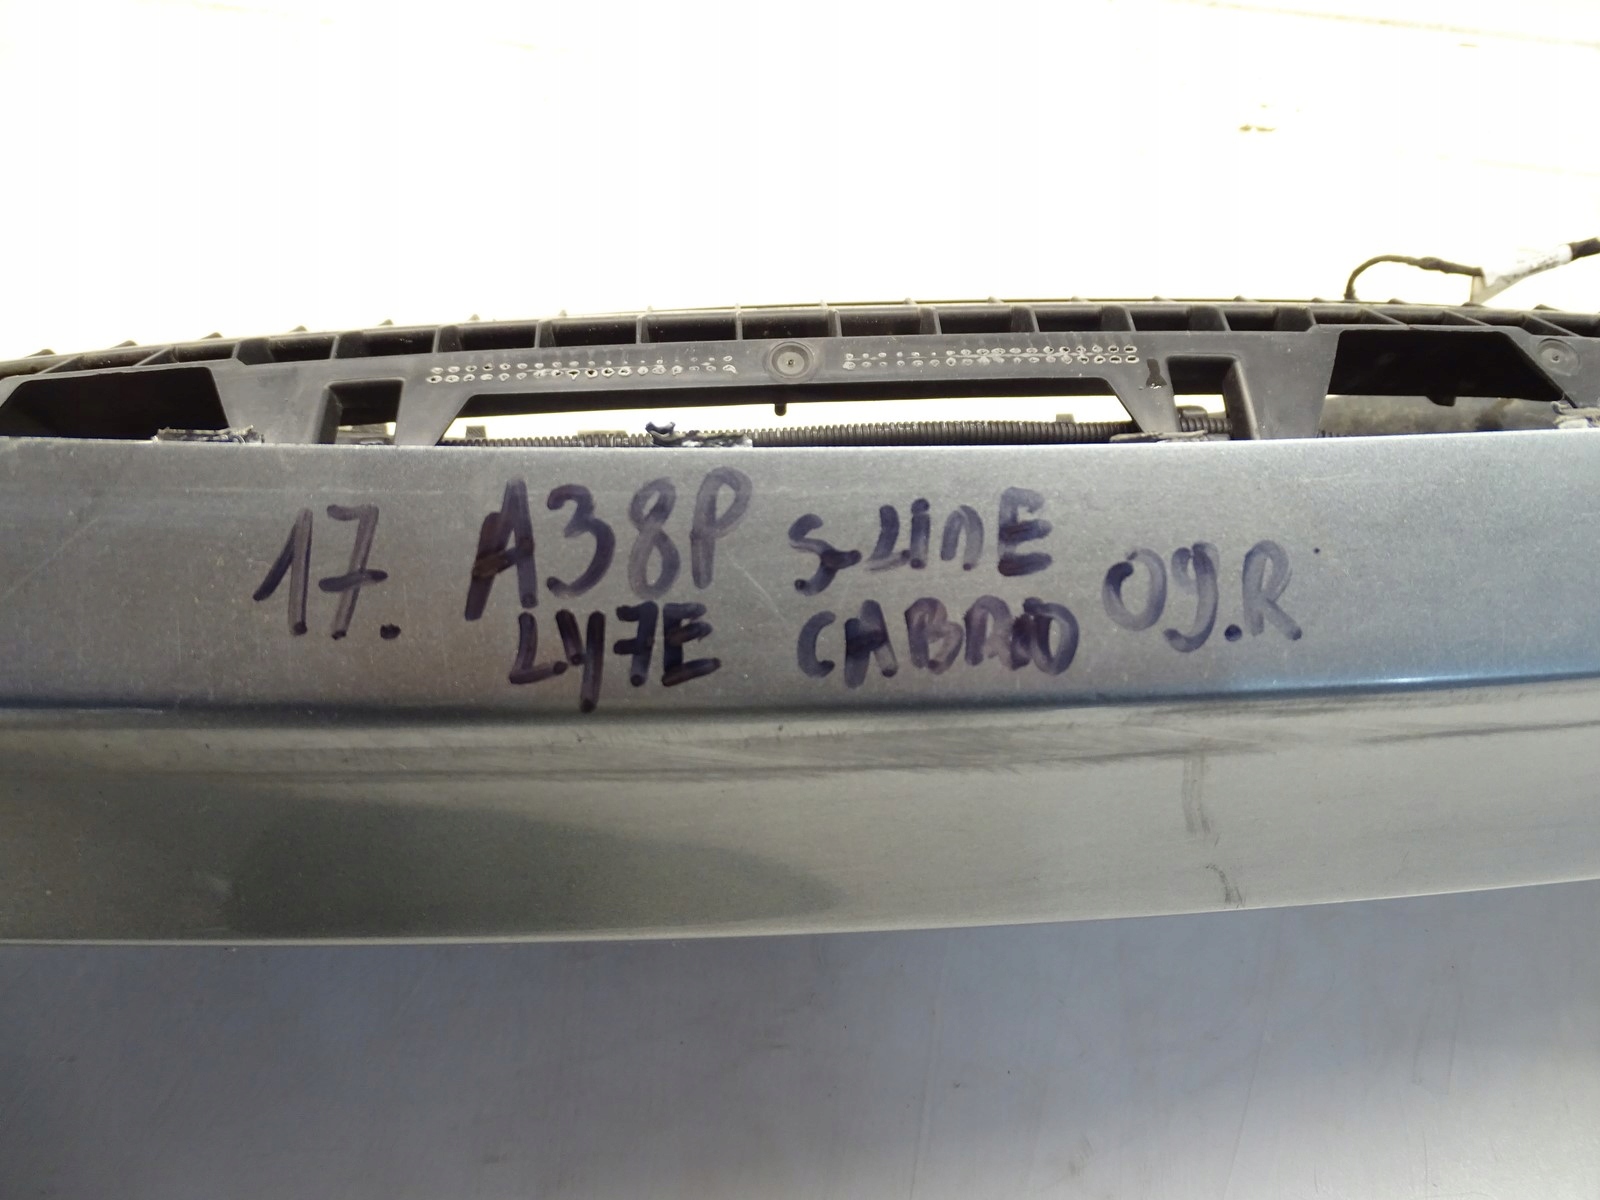 17. A38P S-LinE 09.R
LY7E CABRIO